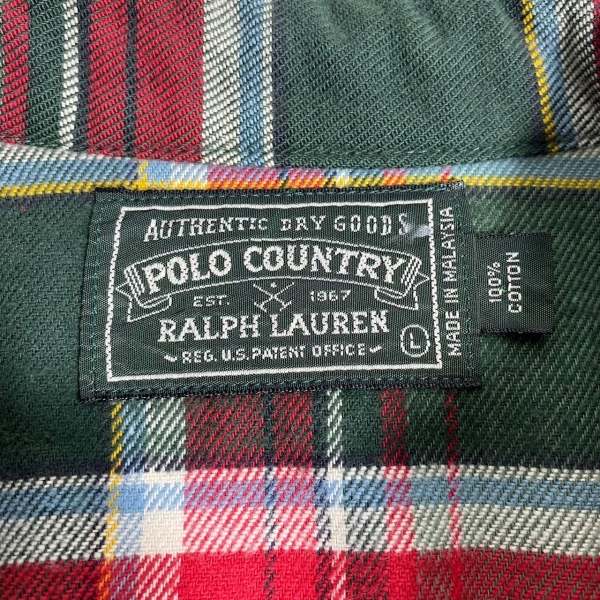 AUTHENTIC DRY GOODS
POLO COUNTRY
EST. 1967
RALPH LAUREN
REG. U.S. PATENT OFFICE
L
MADE IN MALAYSIA
100%
COTTON